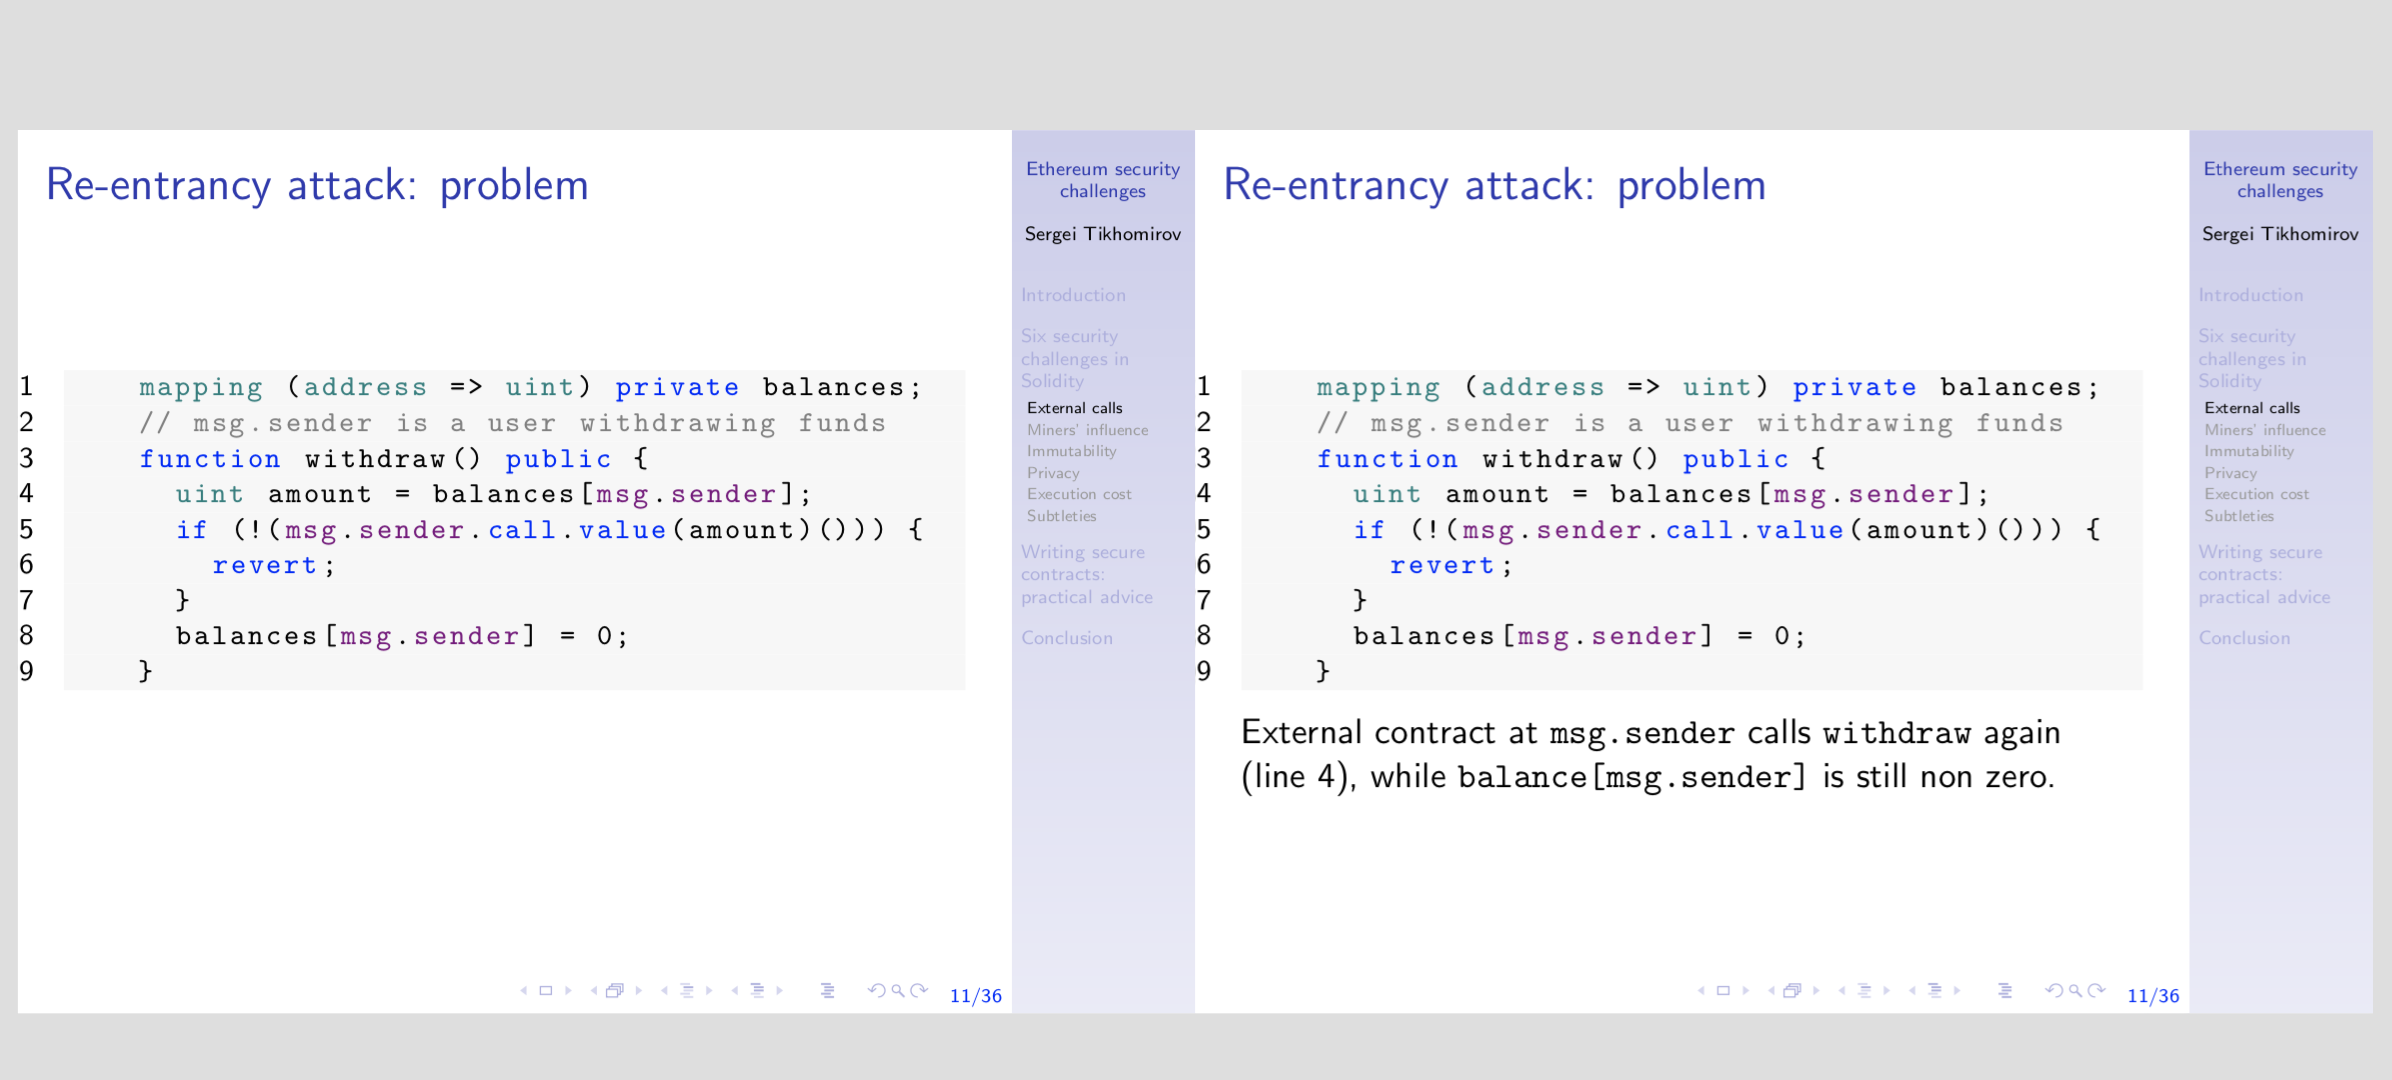 Re-entrancy attack: problem
1 mapping (address => uint) private balances;
2 // msg.sender is a user withdrawing funds
3 function withdraw() public {
4 uint amount = balances[msg.sender];
5 if (!(msg.sender.call.value(amount)())) {
6 revert;
7 }
8 balances[msg.sender] = 0;
9 }
11/36
Ethereum security
challenges
Sergei Tikhomirov
Introduction
Six security
challenges in
Solidity
External calls
Miners' influence
Immutability
Privacy
Execution cost
Subtleties
Writing secure
contracts:
practical advice
Conclusion
Re-entrancy attack: problem
1 mapping (address => uint) private balances;
2 // msg.sender is a user withdrawing funds
3 function withdraw() public {
4 uint amount = balances[msg.sender];
5 if (!(msg.sender.call.value(amount)())) {
6 revert;
7 }
8 balances[msg.sender] = 0;
9 }
External contract at msg.sender calls withdraw again
(line 4), while balance[msg.sender] is still non zero.
11/36
Ethereum security
challenges
Sergei Tikhomirov
Introduction
Six security
challenges in
Solidity
External calls
Miners' influence
Immutability
Privacy
Execution cost
Subtleties
Writing secure
contracts:
practical advice
Conclusion